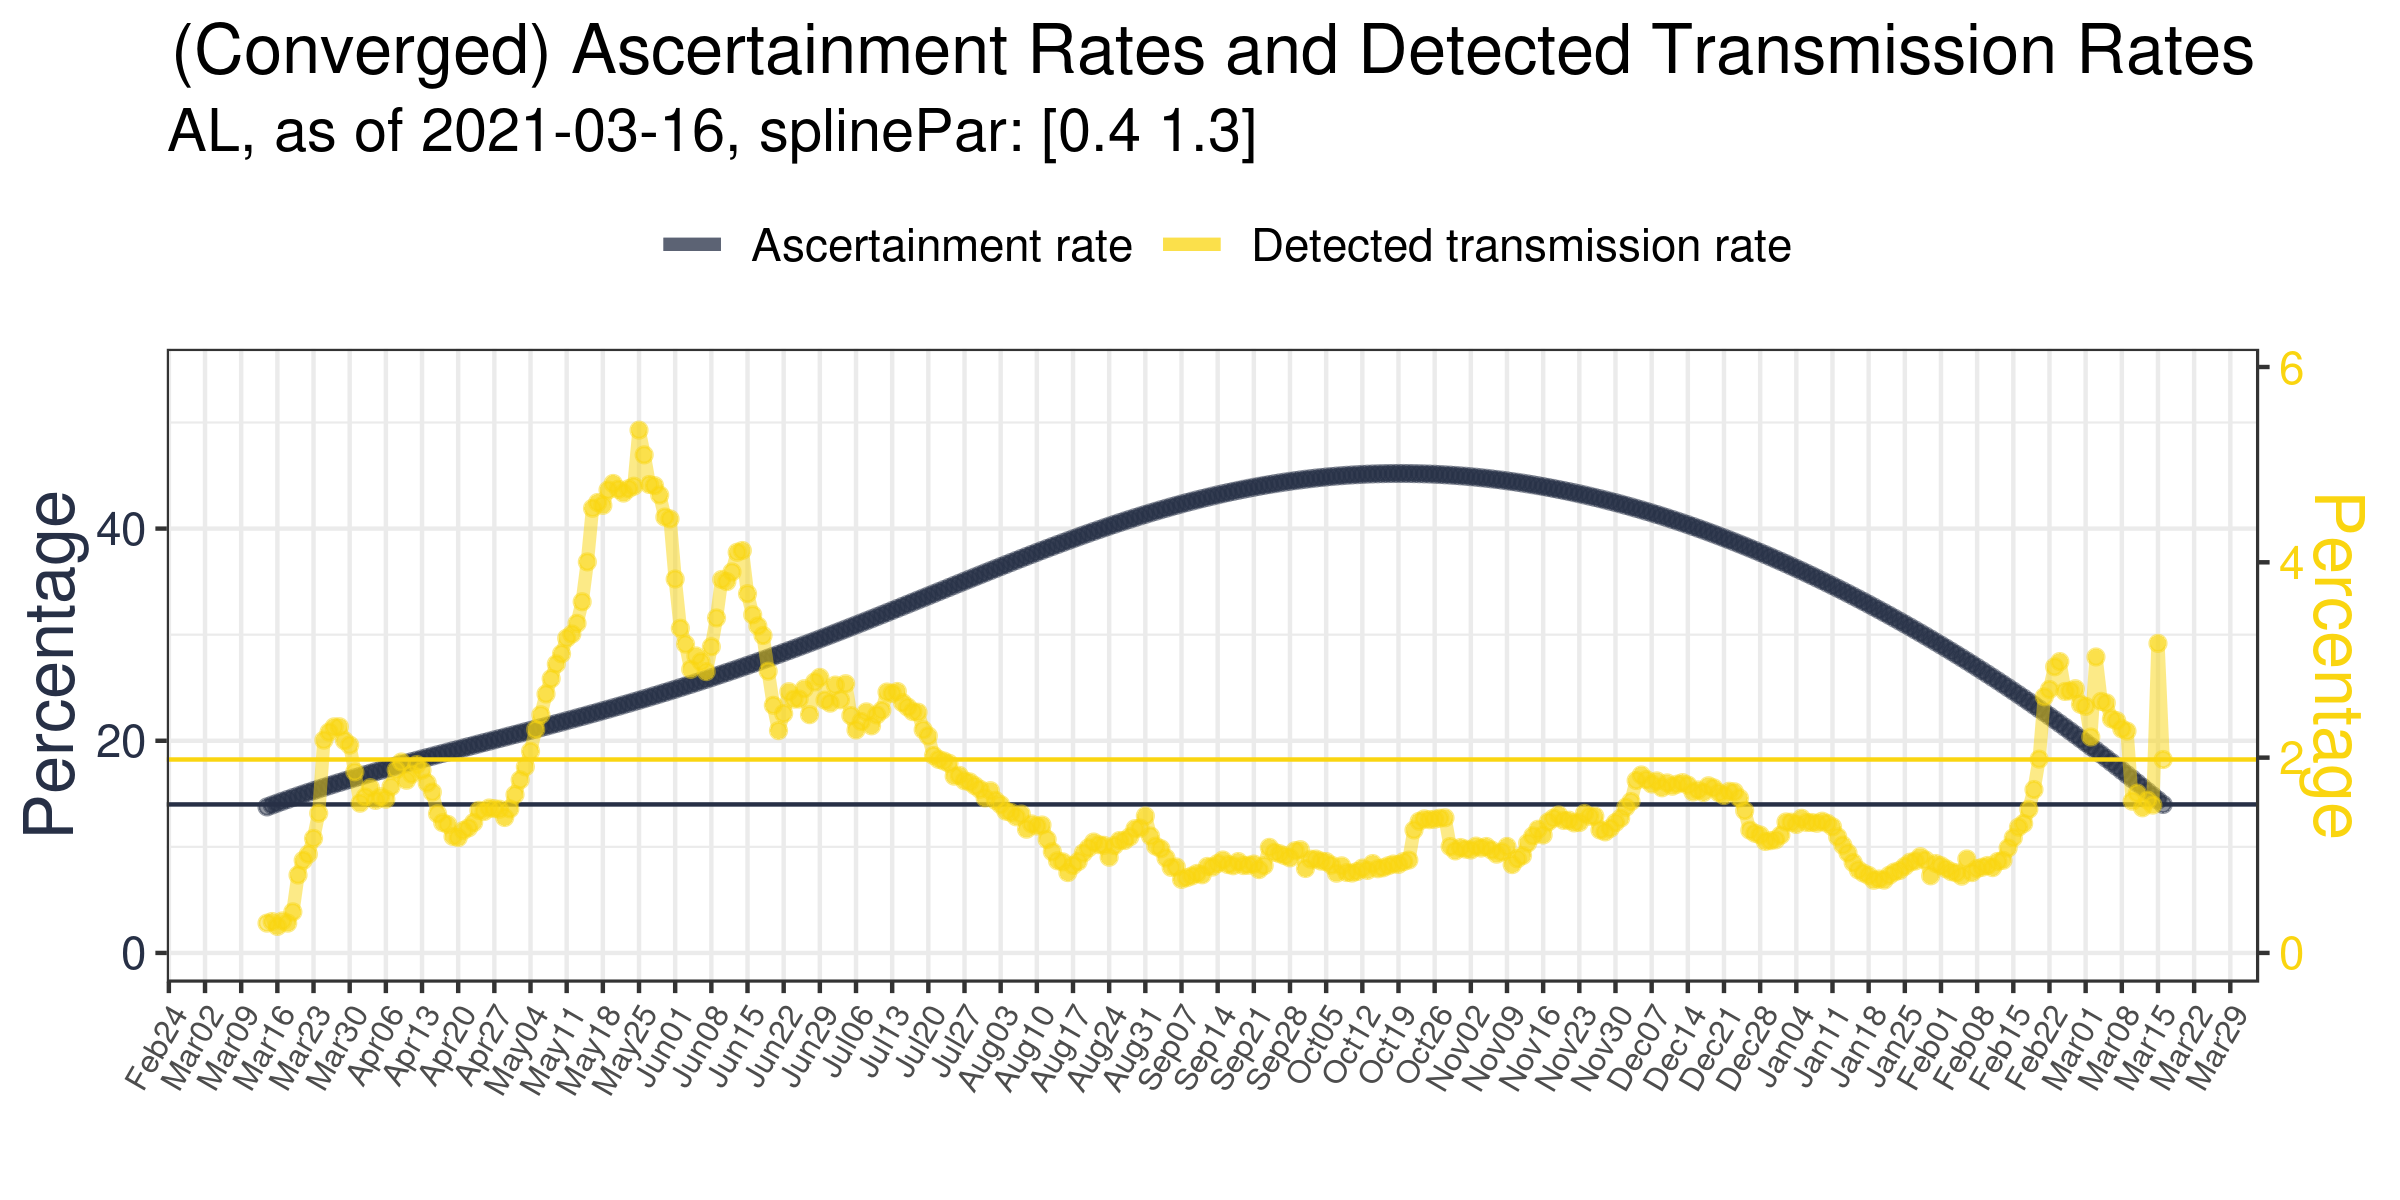 (Converged) Ascertainment Rates and Detected Transmission Rates
AL, as of 2021-03-16, splinePar: [0.4 1.3]
Ascertainment rate Detected transmission rate
Percentage
40
20
0
6
4
2
0
Percentage
Feb24 Mar02 Mar09 Mar16 Mar23 Mar30 Apr06 Apr13 Apr20 Apr27 May04 May11 May18 May25 Jun01 Jun08 Jun15 Jun22 Jun29 Jul06 Jul13 Jul20 Jul27 Aug03 Aug10 Aug17 Aug24 Aug31 Sep07 Sep14 Sep21 Sep28 Oct05 Oct12 Oct19 Oct26 Nov02 Nov09 Nov16 Nov23 Nov30 Dec07 Dec14 Dec21 Dec28 Jan04 Jan11 Jan18 Jan25 Feb01 Feb08 Feb15 Feb22 Mar01 Mar08 Mar15 Mar22 Mar29